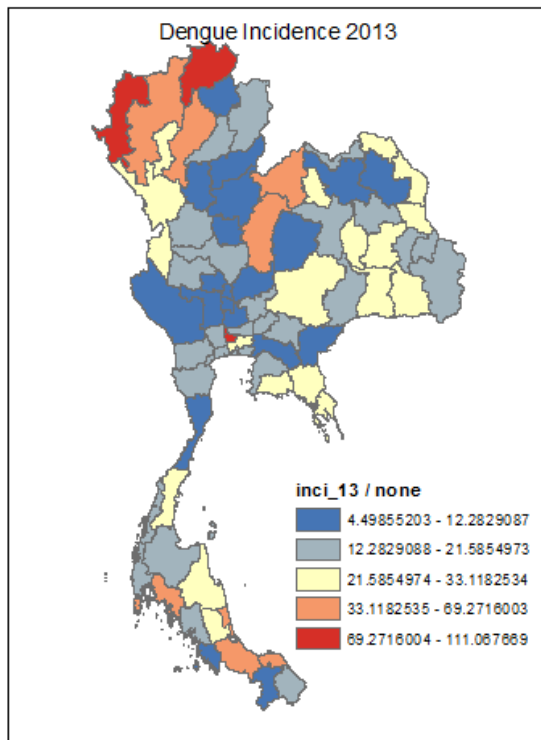 Dengue Incidence 2013
inci_13 / none
4.49855203 - 12.2829087
12.2829088 - 21.5854973
21.5854974 - 33.1182534
33.1182535 - 69.2716003
69.2716004 - 111.067669